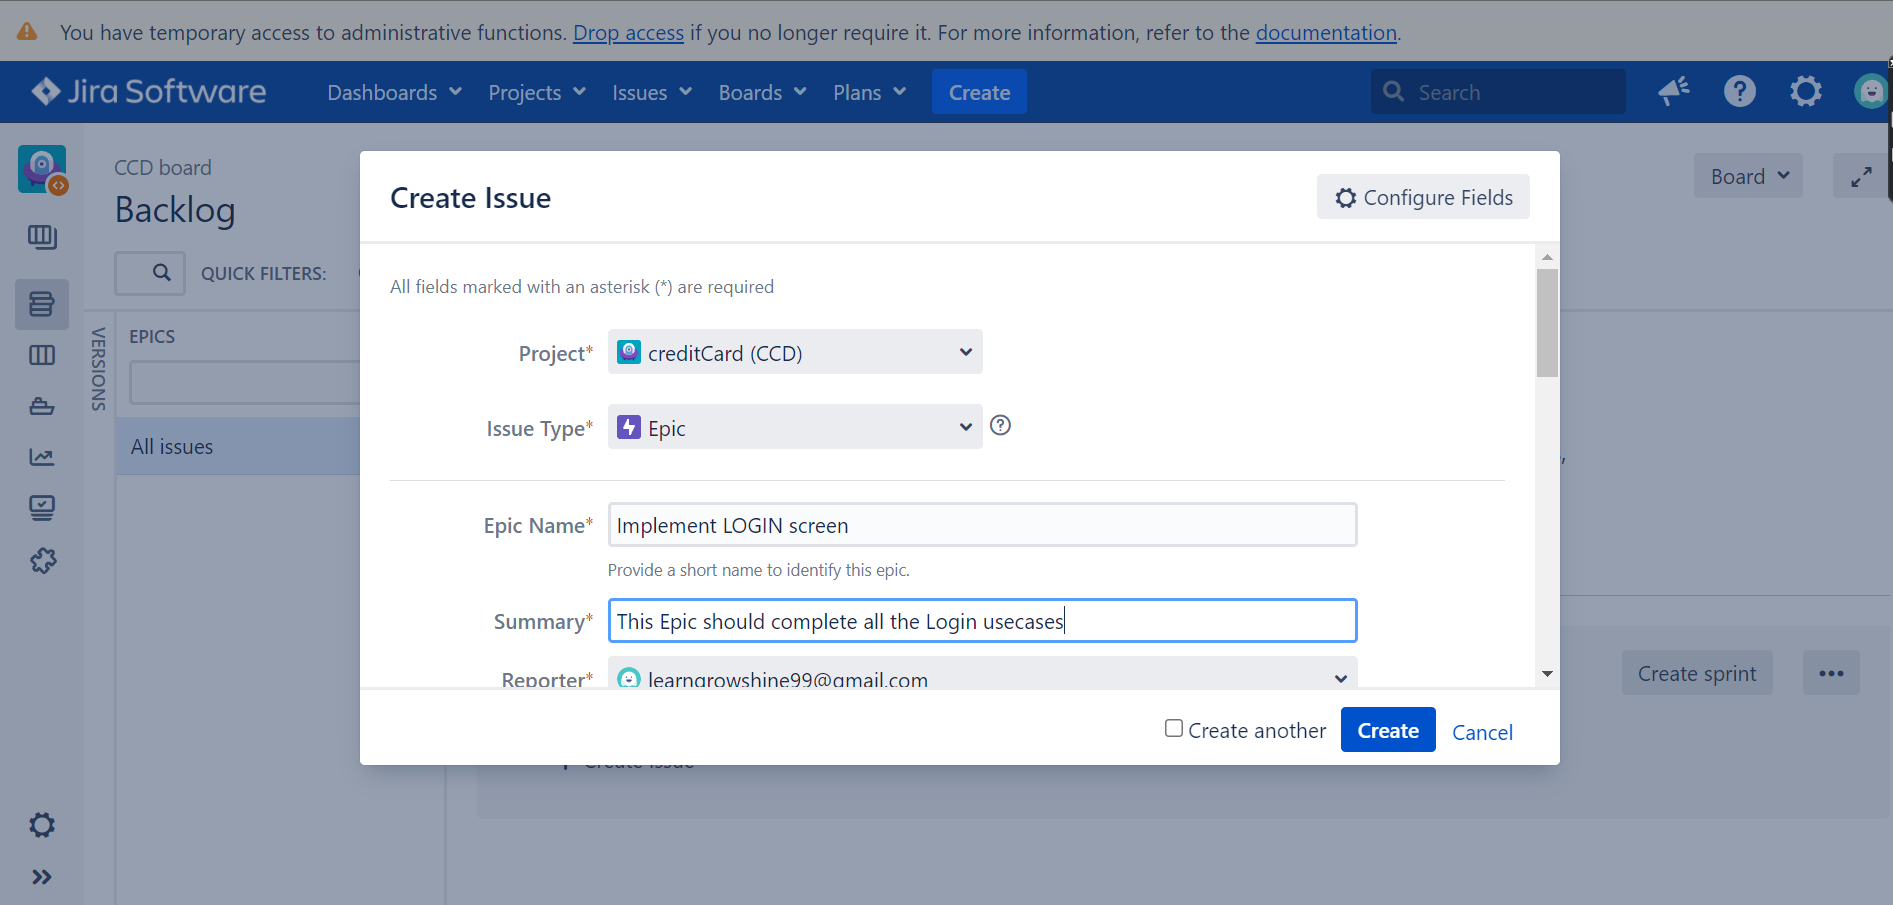 You have temporary access to administrative functions. Drop access if you no longer require it. For more information, refer to the documentation.
Jira Software Dashboards Projects Issues Boards Plans Create Search
CCD board
Backlog
Board
QUICK FILTERS:
VERSIONS
EPICS
All issues
Create Issue
Configure Fields
All fields marked with an asterisk (*) are required
Project* creditCard (CCD)
Issue Type* Epic
Epic Name* Implement LOGIN screen
Provide a short name to identify this epic.
Summary* This Epic should complete all the Login usecases
Reporter* learngrowshine99@gmail.com
Create sprint
Create another Create Cancel
Create issue